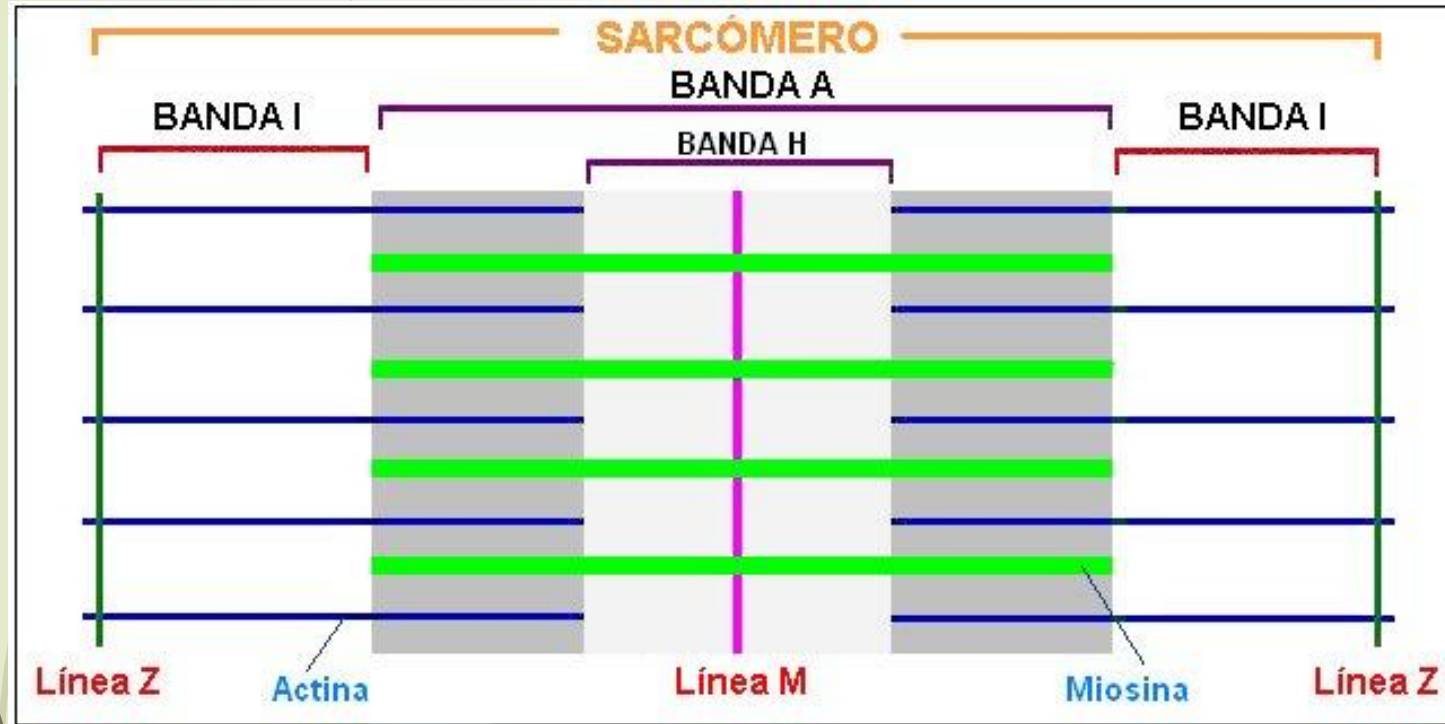 SARCÓMERO
BANDA A
BANDA I
BANDA I
BANDA H
Línea Z
Actina
Línea M
Miosina
Línea Z